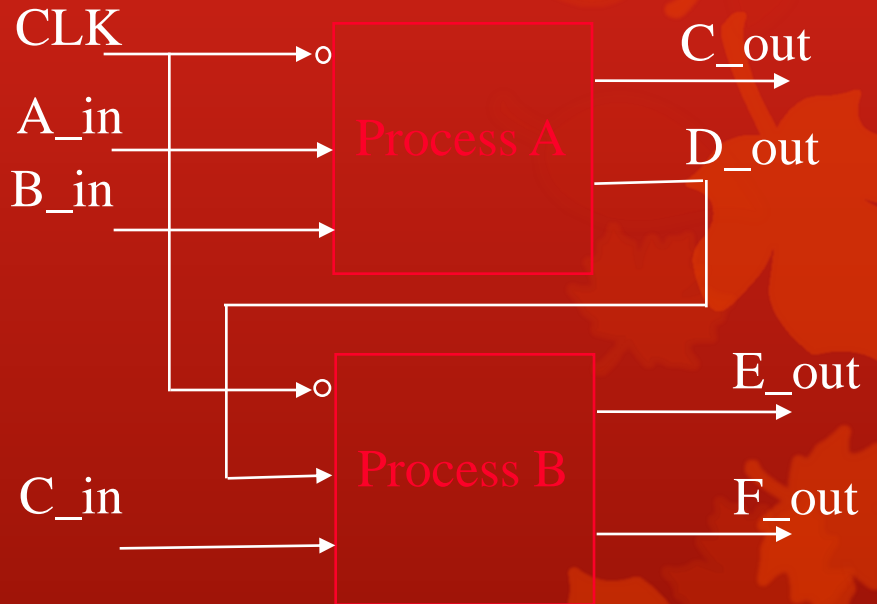 CLK
C_out
A_in
Process A
D_out
B_in
E_out
Process B
C_in
F_out